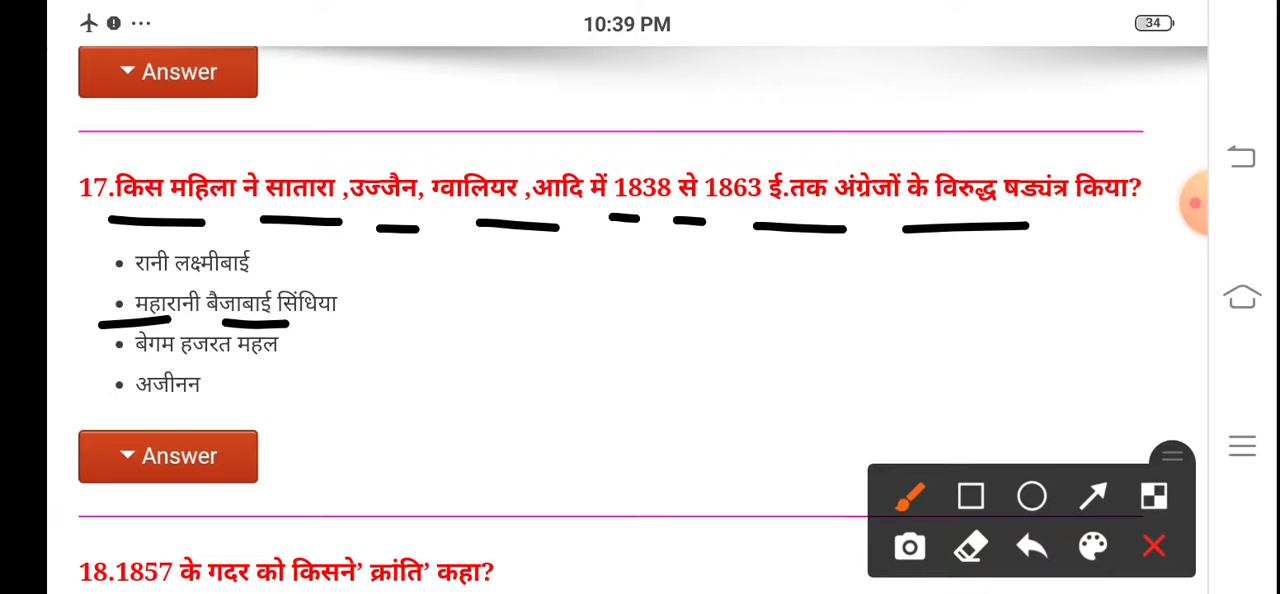 10:39 PM
34
Answer
17.किस महिला ने सातारा ,उज्जैन, ग्वालियर ,आदि में 1838 से 1863 ई.तक अंग्रेजों के विरुद्ध षड्यंत्र किया?
रानी लक्ष्मीबाई
महारानी बैजाबाई सिंधिया
बेगम हजरत महल
अजीनन
Answer
18.1857 के गदर को किसने’ क्रांति’ कहा?